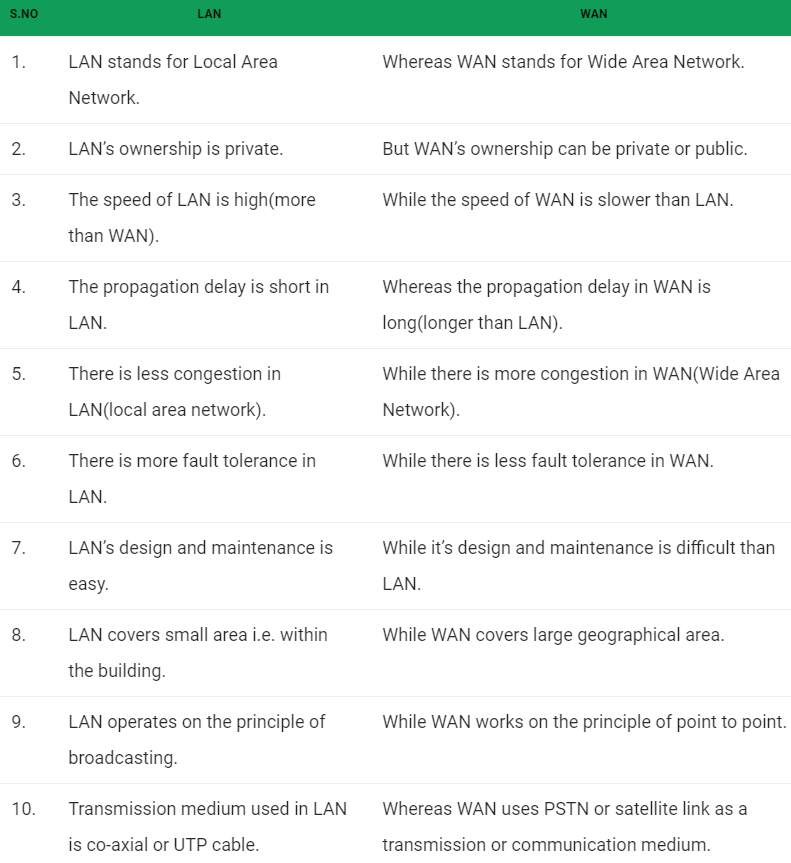 S.NO LAN WAN
1. LAN stands for Local Area Whereas WAN stands for Wide Area Network.
Network.
2. LAN’s ownership is private. But WAN’s ownership can be private or public.
3. The speed of LAN is high(more While the speed of WAN is slower than LAN.
than WAN).
4. The propagation delay is short in Whereas the propagation delay in WAN is
LAN. long(longer than LAN).
5. There is less congestion in While there is more congestion in WAN(Wide Area
LAN(local area network). Network).
6. There is more fault tolerance in While there is less fault tolerance in WAN.
LAN.
7. LAN’s design and maintenance is While it’s design and maintenance is difficult than
easy. LAN.
8. LAN covers small area i.e. within While WAN covers large geographical area.
the building.
9. LAN operates on the principle of While WAN works on the principle of point to point.
broadcasting.
10. Transmission medium used in LAN Whereas WAN uses PSTN or satellite link as a
is co-axial or UTP cable. transmission or communication medium.